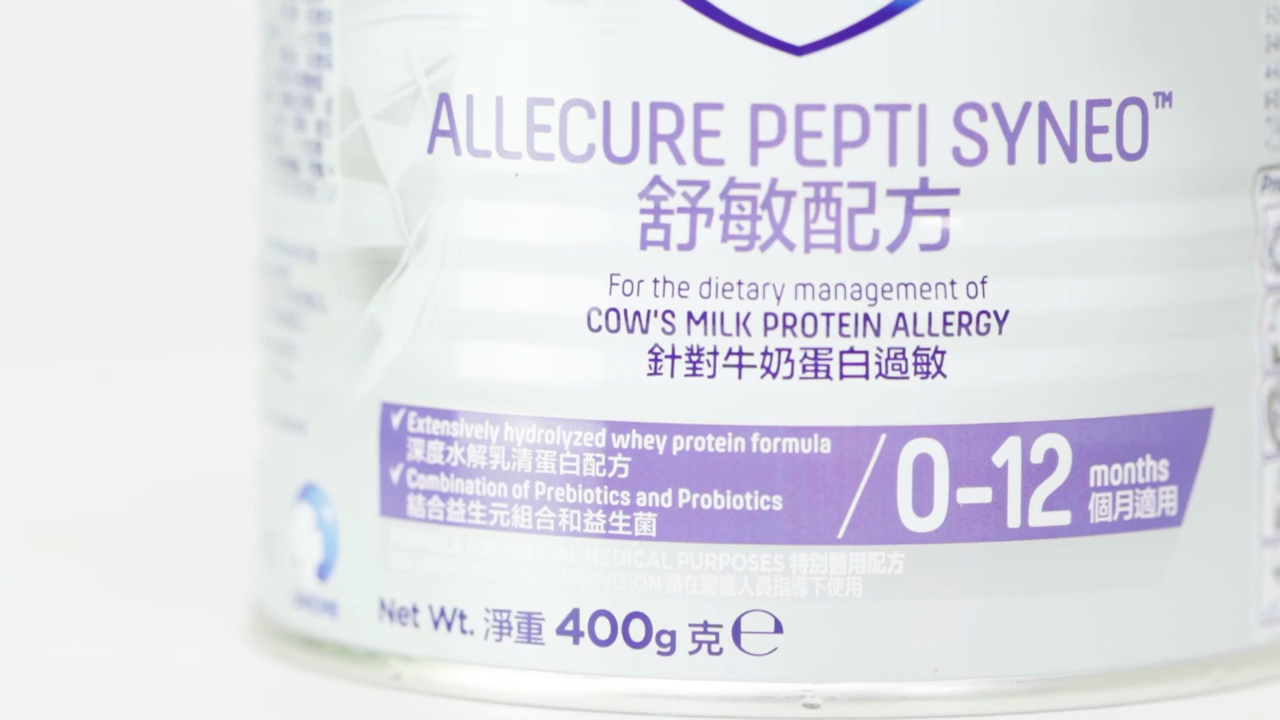 ALLECURE PEPTI SYNEO™
舒敏配方
For the dietary management of
COW'S MILK PROTEIN ALLERGY
針對牛奶蛋白過敏
✓Extensively hydrolyzed whey protein formula
深度水解乳清蛋白配方
✓Combination of Prebiotics and Probiotics
結合益生元組合和益生菌
0-12 months
個月適用
MEDICAL PURPOSES 特別醫用配方
SUPERVISION 請在醫護人員指導下使用
Net Wt. 淨重 400g 克 ℮